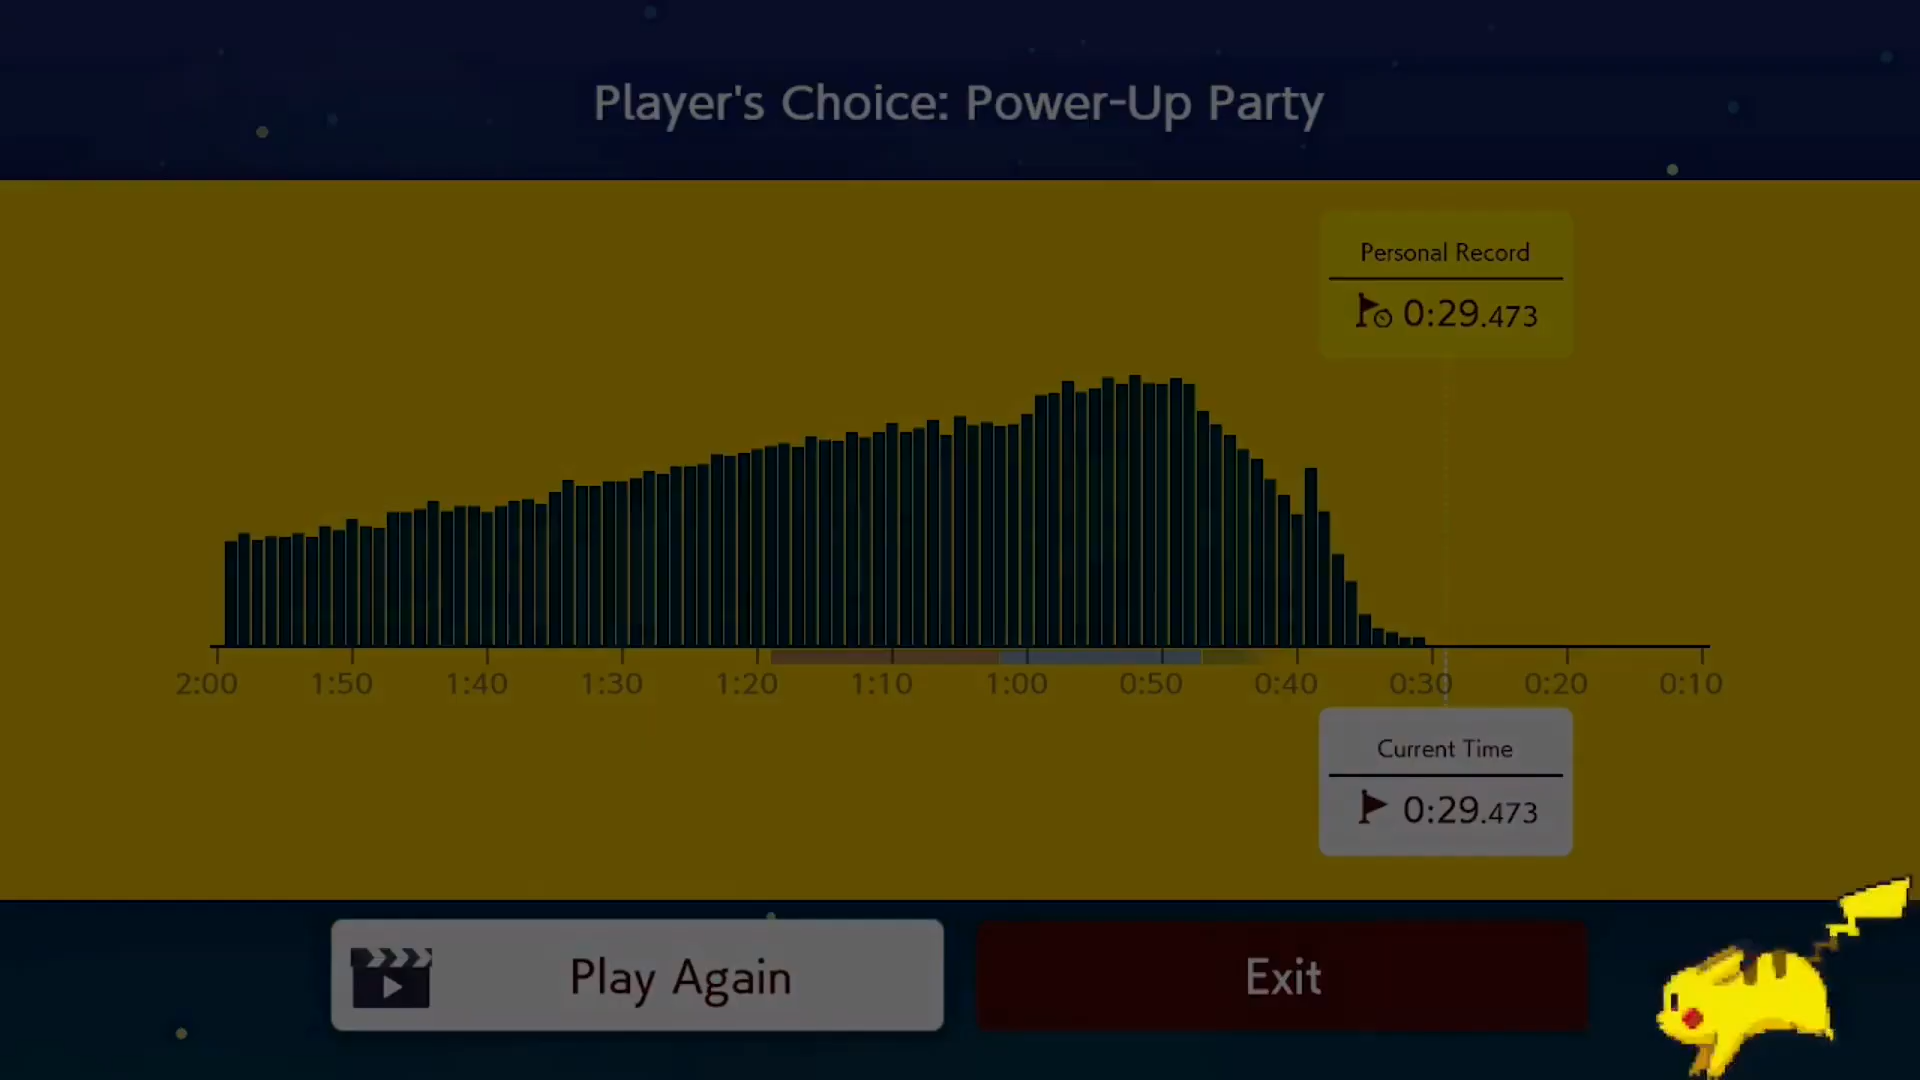 Player's Choice: Power-Up Party
Personal Record
0:29.473
2:00 1:50 1:40 1:30 1:20 1:10 1:00 0:50 0:40 0:30 0:20 0:10
Current Time
0:29.473
Play Again
Exit